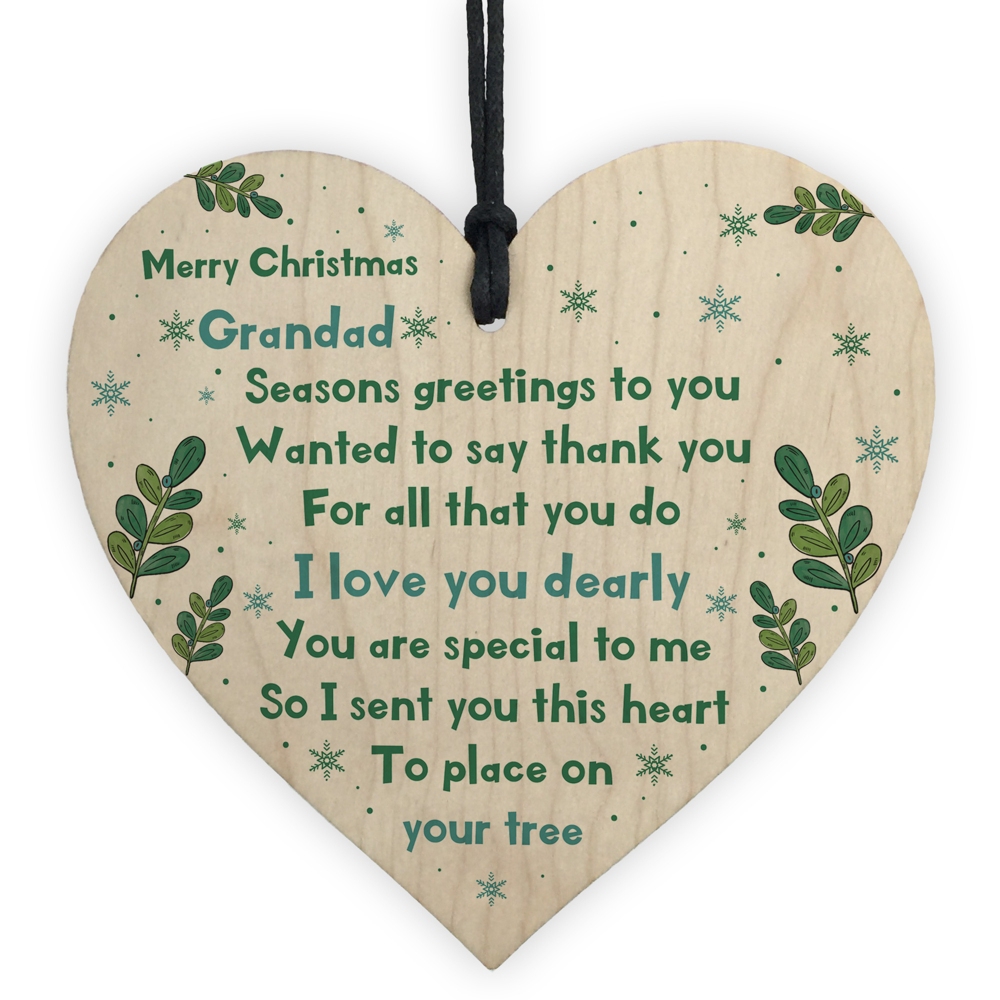 Merry Christmas
Grandad
Seasons greetings to you
Wanted to say thank you
For all that you do
I love you dearly
You are special to me
So I sent you this heart
To place on
your tree